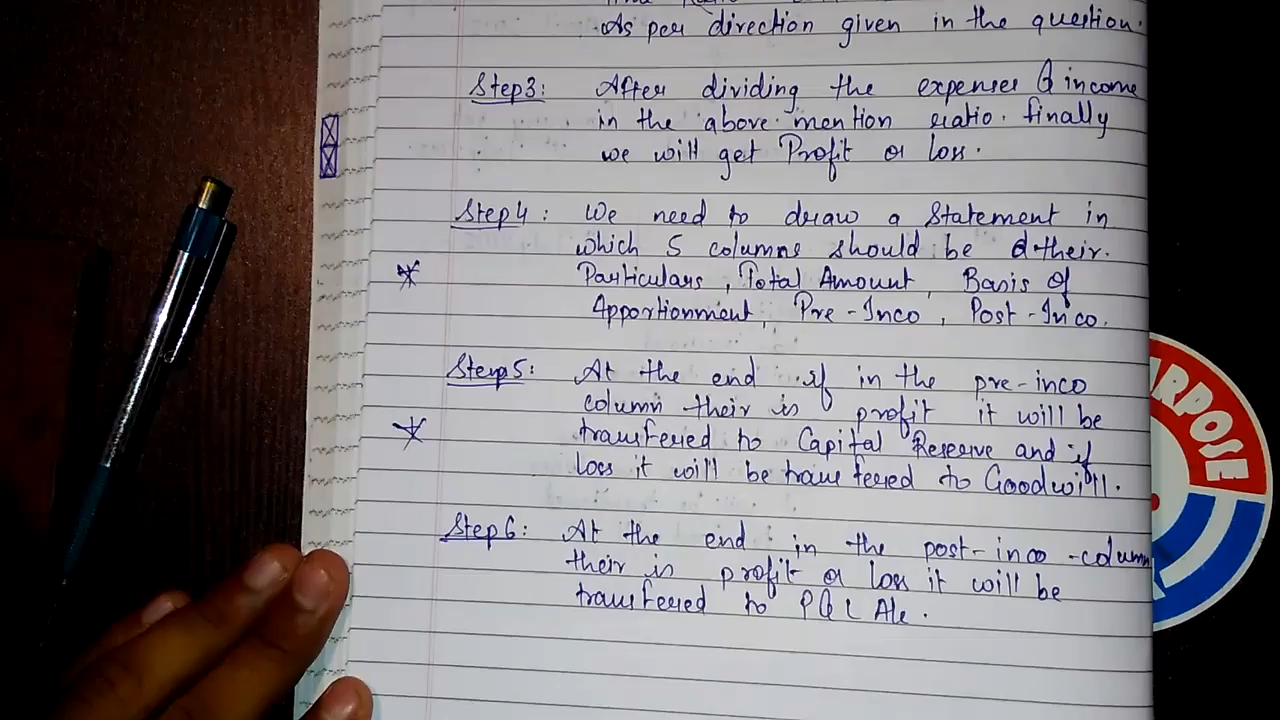 As per direction given in the question.
Step3: After dividing the expenses & income
in the above mention ratio. finally
we will get Profit or loss.
Step4: We need to draw a Statement in
which 5 columns should be their.
Particulars, Total Amount, Basis of
Apportionment, Pre-Inco, Post-Inco.
Step5: At the end if in the pre-inco
column their is profit it will be
transfered to Capital Reserve and if
loss it will be transfered to Goodwill.
Step6: At the end in the post-inco-column
their is profit or loss it will be
transfered to P&L A/c.
RPOSE